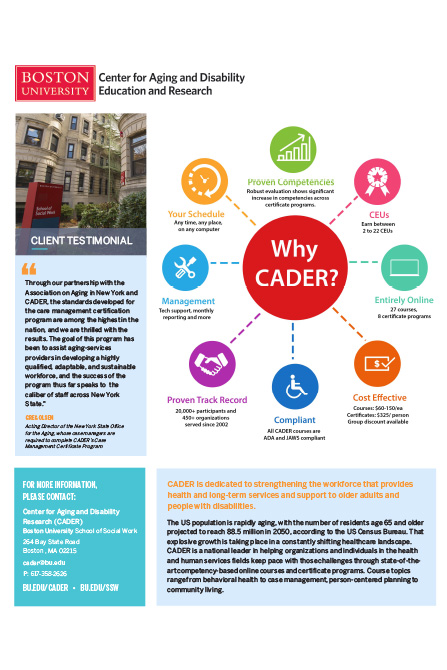 BOSTON
UNIVERSITY
Center for Aging and Disability
Education and Research
School of
Social Work
CLIENT TESTIMONIAL
Through our partnership with the
Association on Aging in New York and
CADER, the standards developed for
the care management certification
program are among the highest in the
nation, and we are thrilled with the
results. The goal of this program has
been to assist aging-services
providers in developing a highly
qualified, adaptable, and sustainable
workforce, and the success of the
program thus far speaks to the
caliber of staff across New York
State."
GREG OLSEN
Acting Director of the New York State Office
for the Aging, whose case managers are
required to complete CADER's Case
Management Certificate Program
Why
CADER?
Proven Competencies
Robust evaluation shows significant
increase in competencies across
certificate programs.
CEUs
Earn between
2 to 22 CEUs
Entirely Online
27 courses,
8 certificate programs
Cost Effective
Courses: $60-150/ea
Certificates: $325/ person
Group discount available
Compliant
All CADER courses are
ADA and JAWS compliant
Proven Track Record
20,000+ participants and
450+ organizations
served since 2002
Management
Tech support, monthly
reporting and more
Your Schedule
Any time, any place,
on any computer
FOR MORE INFORMATION,
PLEASE CONTACT:
Center for Aging and Disability
Research (CADER)
Boston University School of Social Work
264 Bay State Road
Boston, MA 02215
cader@bu.edu
P: 617-358-2626
BU.EDU/CADER • BU.EDU/SSW
CADER is dedicated to strengthening the workforce that provides
health and long-term services and support to older adults and
people with disabilities.
The US population is rapidly aging, with the number of residents age 65 and older
projected to reach 88.5 million in 2050, according to the US Census Bureau. That
explosive growth is taking place in a constantly shifting healthcare landscape.
CADER is a national leader in helping organizations and individuals in the health
and human services fields keep pace with those challenges through state-of-the-
art competency-based online courses and certificate programs. Course topics
range from behavioral health to case management, person-centered planning to
community living.